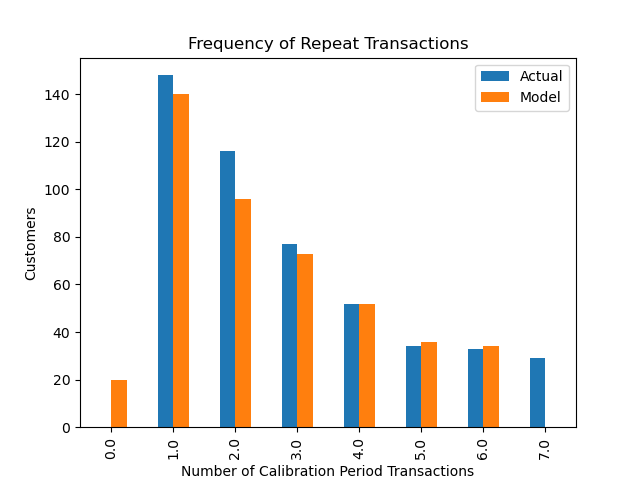 Frequency of Repeat Transactions
Actual
Model
Customers
140
120
100
80
60
40
20
0
0.0 1.0 2.0 3.0 4.0 5.0 6.0 7.0
Number of Calibration Period Transactions